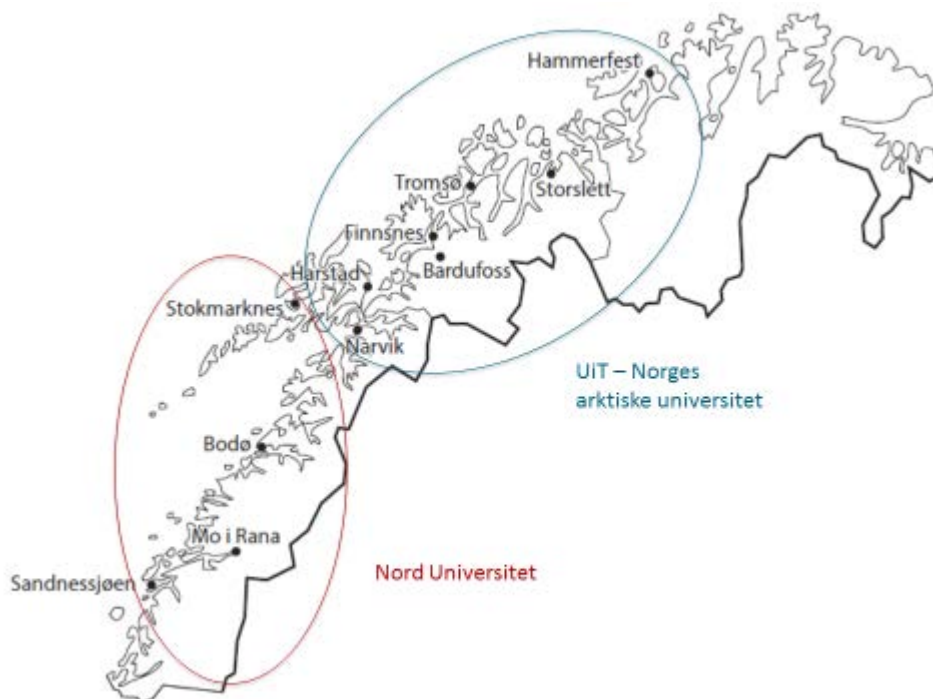 Hammerfest
Tromsø
Storslett
Finnsnes
Bardufoss
Harstad
Stokmarknes
Narvik
UiT – Norges
arktiske universitet
Bodø
Mo i Rana
Nord Universitet
Sandnessjøen